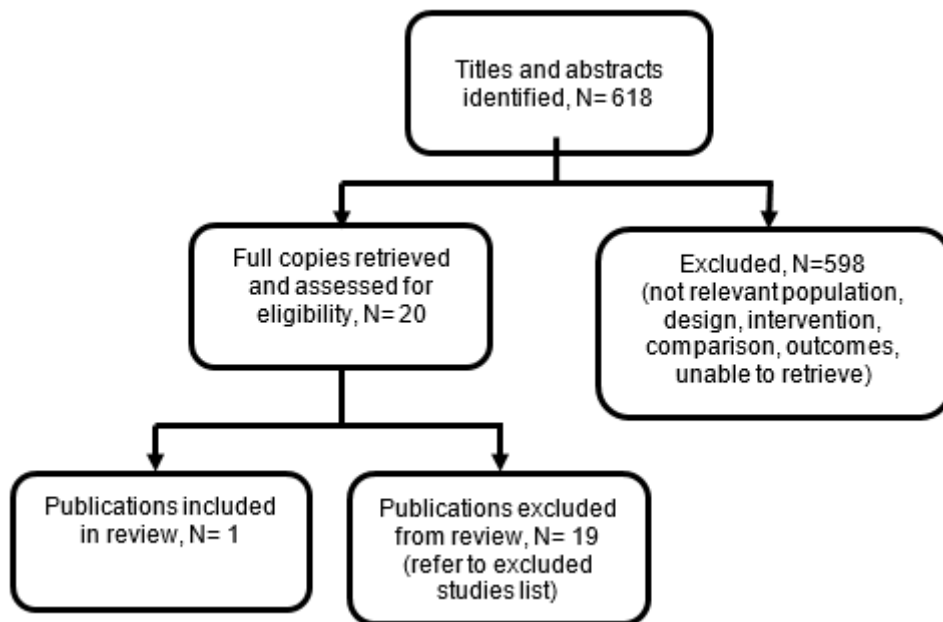 Titles and abstracts
identified, N= 618
Full copies retrieved
and assessed for
eligibility, N= 20
Excluded, N=598
(not relevant population,
design, intervention,
comparison, outcomes,
unable to retrieve)
Publications included
in review, N= 1
Publications excluded
from review, N= 19
(refer to excluded
studies list)